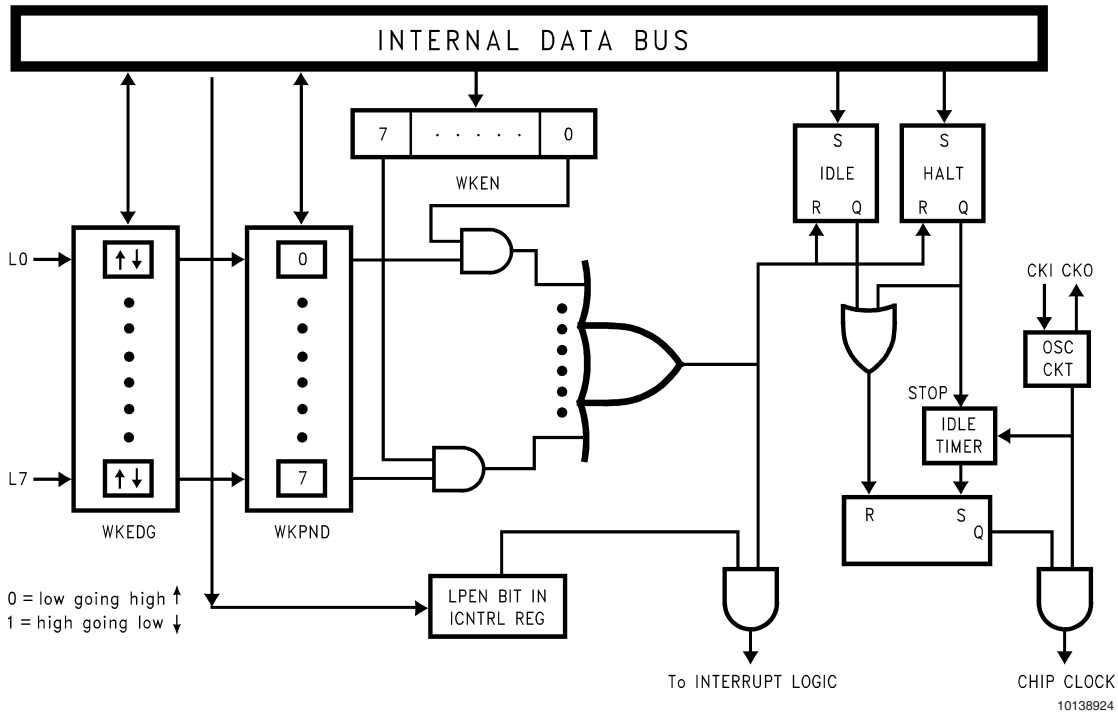 INTERNAL DATA BUS
7 . . . . . 0
WKEN
S
IDLE
R Q
S
HALT
R Q
L0
↑↓
0
CKI CKO
OSC
CKT
STOP
IDLE
TIMER
L7
↑↓
7
WKEDG
WKPND
R S
Q
0 = low going high ↑
1 = high going low ↓
LPEN BIT IN
ICNTRL REG
To INTERRUPT LOGIC
CHIP CLOCK
10138924